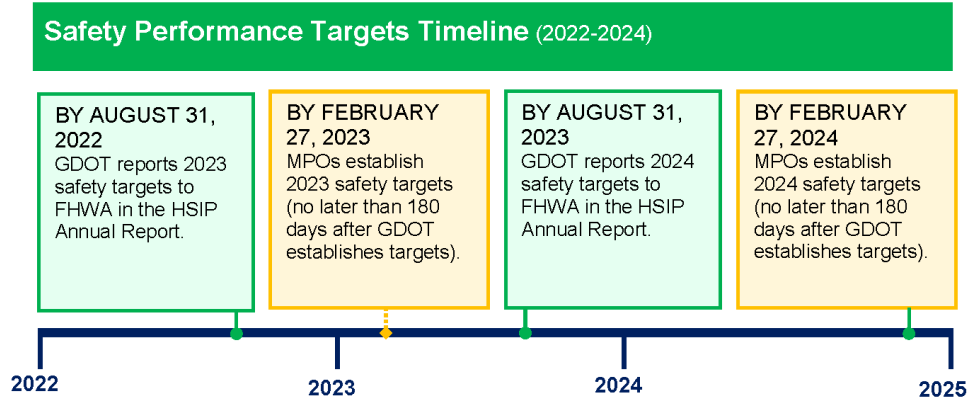 Safety Performance Targets Timeline (2022-2024)
BY AUGUST 31,
2022
GDOT reports 2023
safety targets to
FHWA in the HSIP
Annual Report.
BY FEBRUARY
27, 2023
MPOs establish
2023 safety targets
(no later than 180
days after GDOT
establishes targets).
BY AUGUST 31,
2023
GDOT reports 2024
safety targets to
FHWA in the HSIP
Annual Report.
BY FEBRUARY
27, 2024
MPOs establish
2024 safety targets
(no later than 180
days after GDOT
establishes targets).
2022
2023
2024
2025